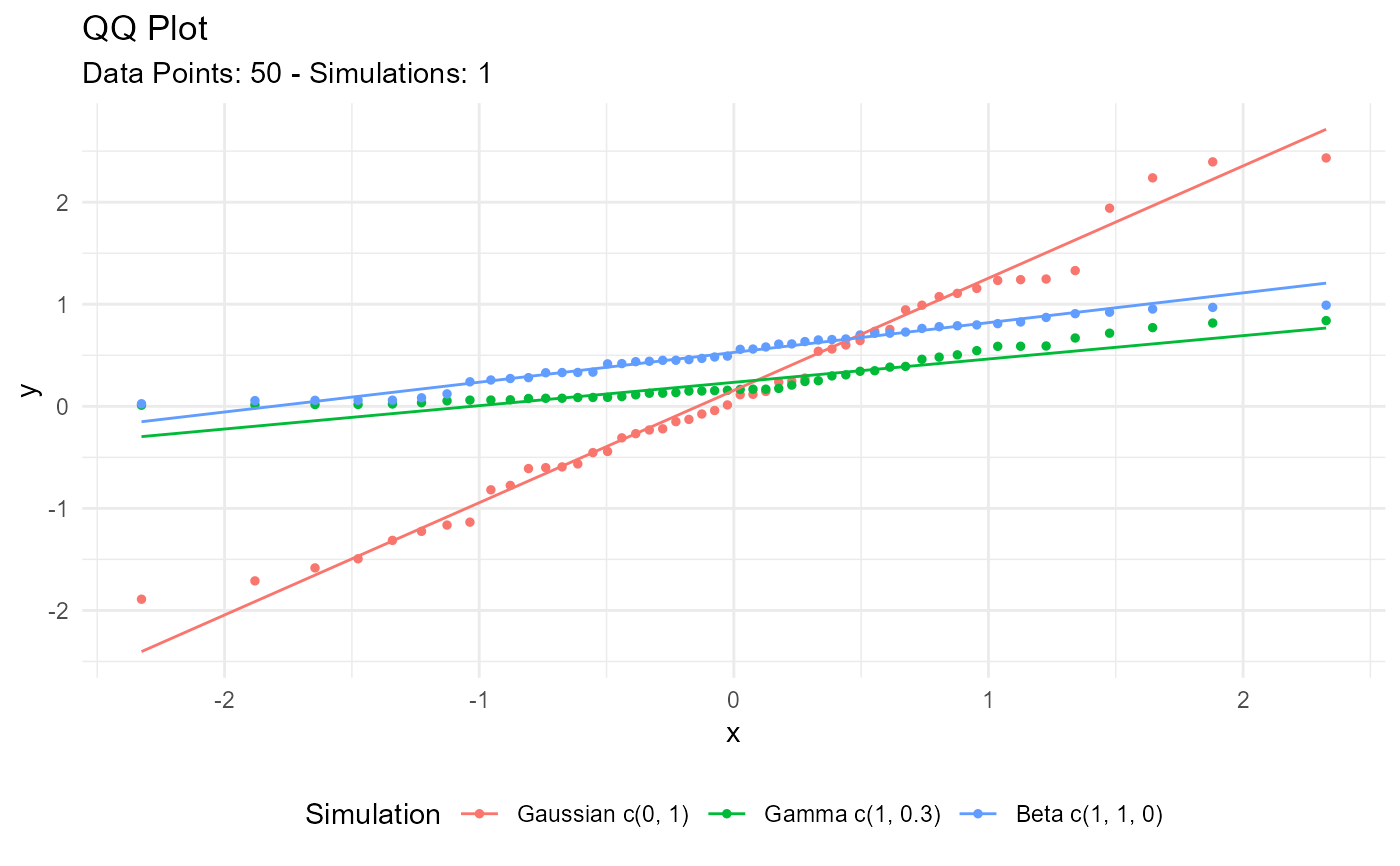 QQ Plot
Data Points: 50 - Simulations: 1
y
2
1
0
-1
-2
-2 -1 0 1 2
x
Simulation Gaussian c(0, 1) Gamma c(1, 0.3) Beta c(1, 1, 0)